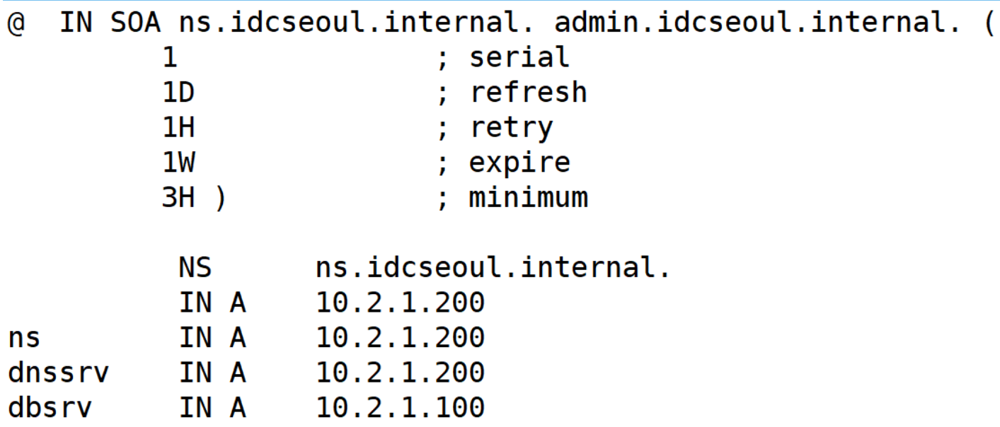 @  IN SOA ns.idcseoul.internal. admin.idcseoul.internal. (
         1               ; serial
         1D              ; refresh
         1H              ; retry
         1W              ; expire
         3H )            ; minimum
          NS      ns.idcseoul.internal.
          IN A    10.2.1.200
ns        IN A    10.2.1.200
dnssrv    IN A    10.2.1.200
dbsrv     IN A    10.2.1.100